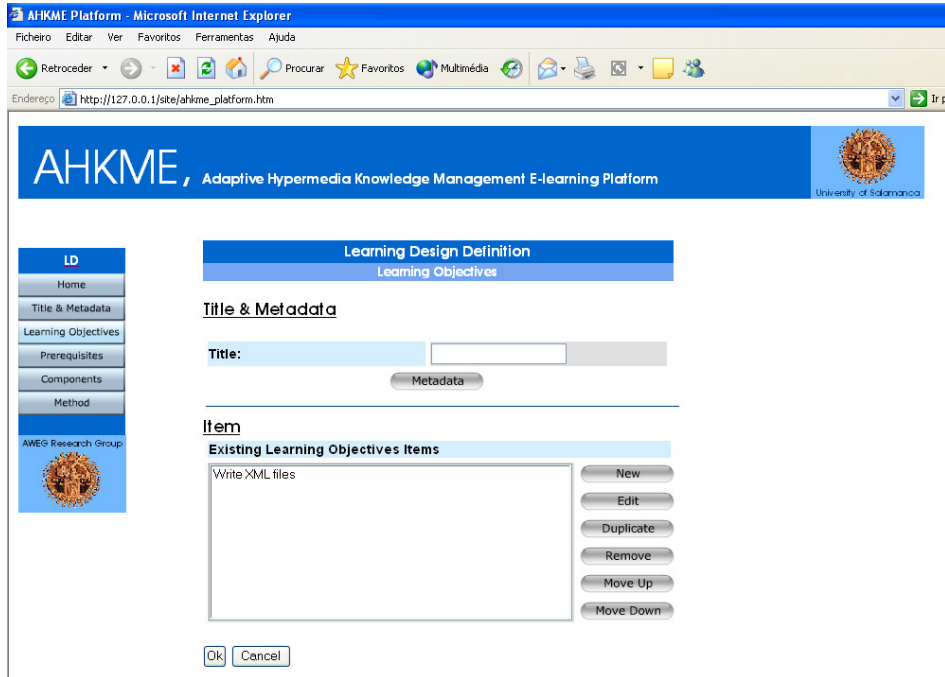 AHKME Platform - Microsoft Internet Explorer
Ficheiro Editar Ver Favoritos Ferramentas Ajuda
Retroceder Procurar Favoritos Multimédia
Endereço http://127.0.0.1/site/ahkme_platform.htm Ir p
AHKME, Adaptive Hypermedia Knowledge Management E-learning Platform
University of Salamanca
LD
Home
Title & Metadata
Learning Objectives
Prerequisites
Components
Method
AWEG Research Group
Learning Design Definition
Learning Objectives
Title & Metadata
Title:
Metadata
Item
Existing Learning Objectives Items
Write XML files
New
Edit
Duplicate
Remove
Move Up
Move Down
Ok Cancel